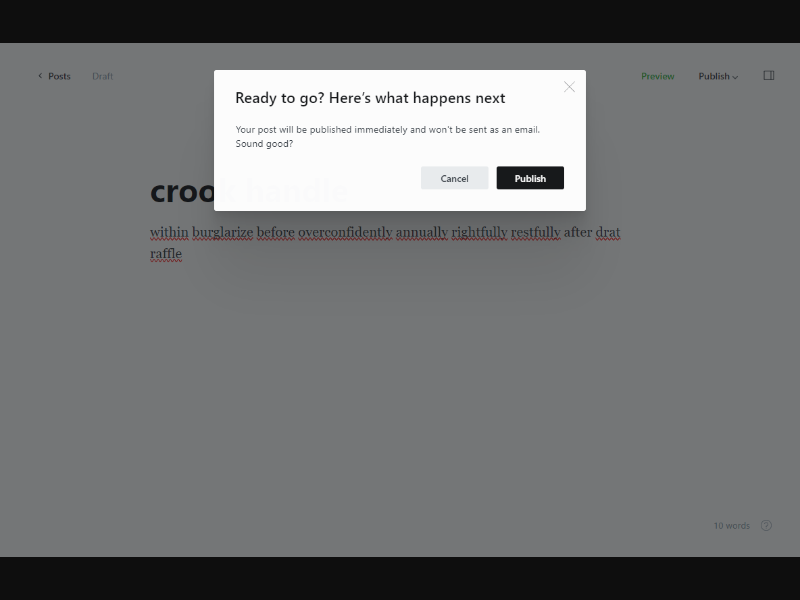 Posts Draft Preview Publish
Ready to go? Here's what happens next
Your post will be published immediately and won't be sent as an email.
Sound good?
Cancel Publish
handle
within burglarize before overconfidently annually rightfully restfully after drat
raffle
10 words